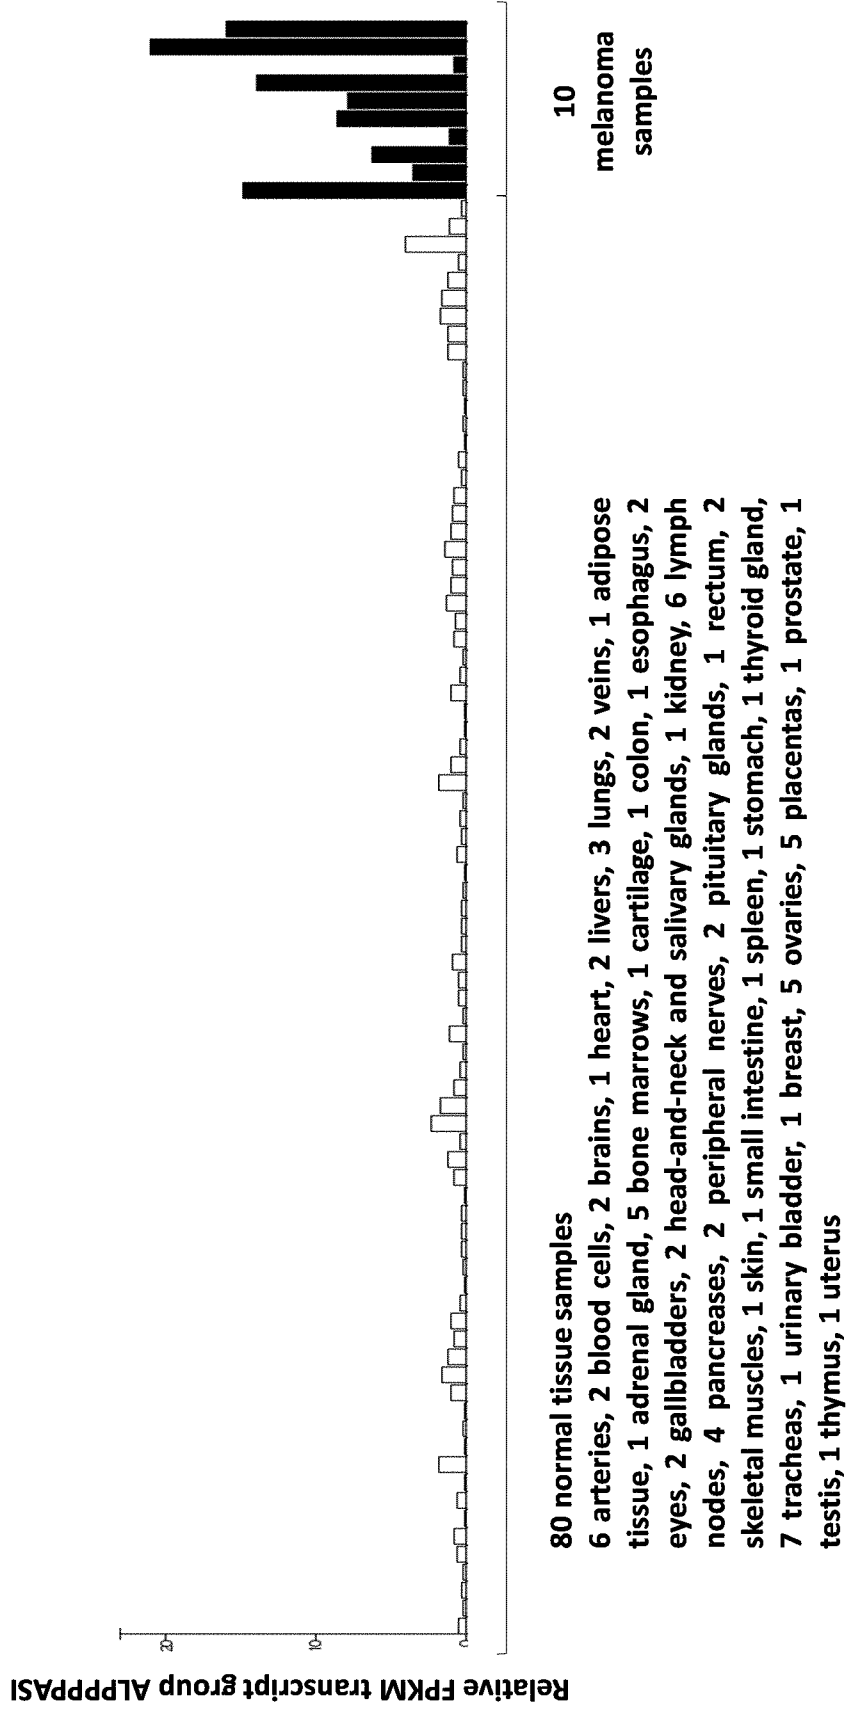 Relative FPKM transcript group ALPPPPASI
20
10
0
80 normal tissue samples
6 arteries, 2 blood cells, 2 brains, 1 heart, 2 livers, 3 lungs, 2 veins, 1 adipose
tissue, 1 adrenal gland, 5 bone marrows, 1 cartilage, 1 colon, 1 esophagus, 2
eyes, 2 gallbladders, 2 head-and-neck and salivary glands, 1 kidney, 6 lymph
nodes, 4 pancreases, 2 peripheral nerves, 2 pituitary glands, 1 rectum, 2
skeletal muscles, 1 skin, 1 small intestine, 1 spleen, 1 stomach, 1 thyroid gland,
7 tracheas, 1 urinary bladder, 1 breast, 5 ovaries, 5 placentas, 1 prostate, 1
testis, 1 thymus, 1 uterus
10
melanoma
samples